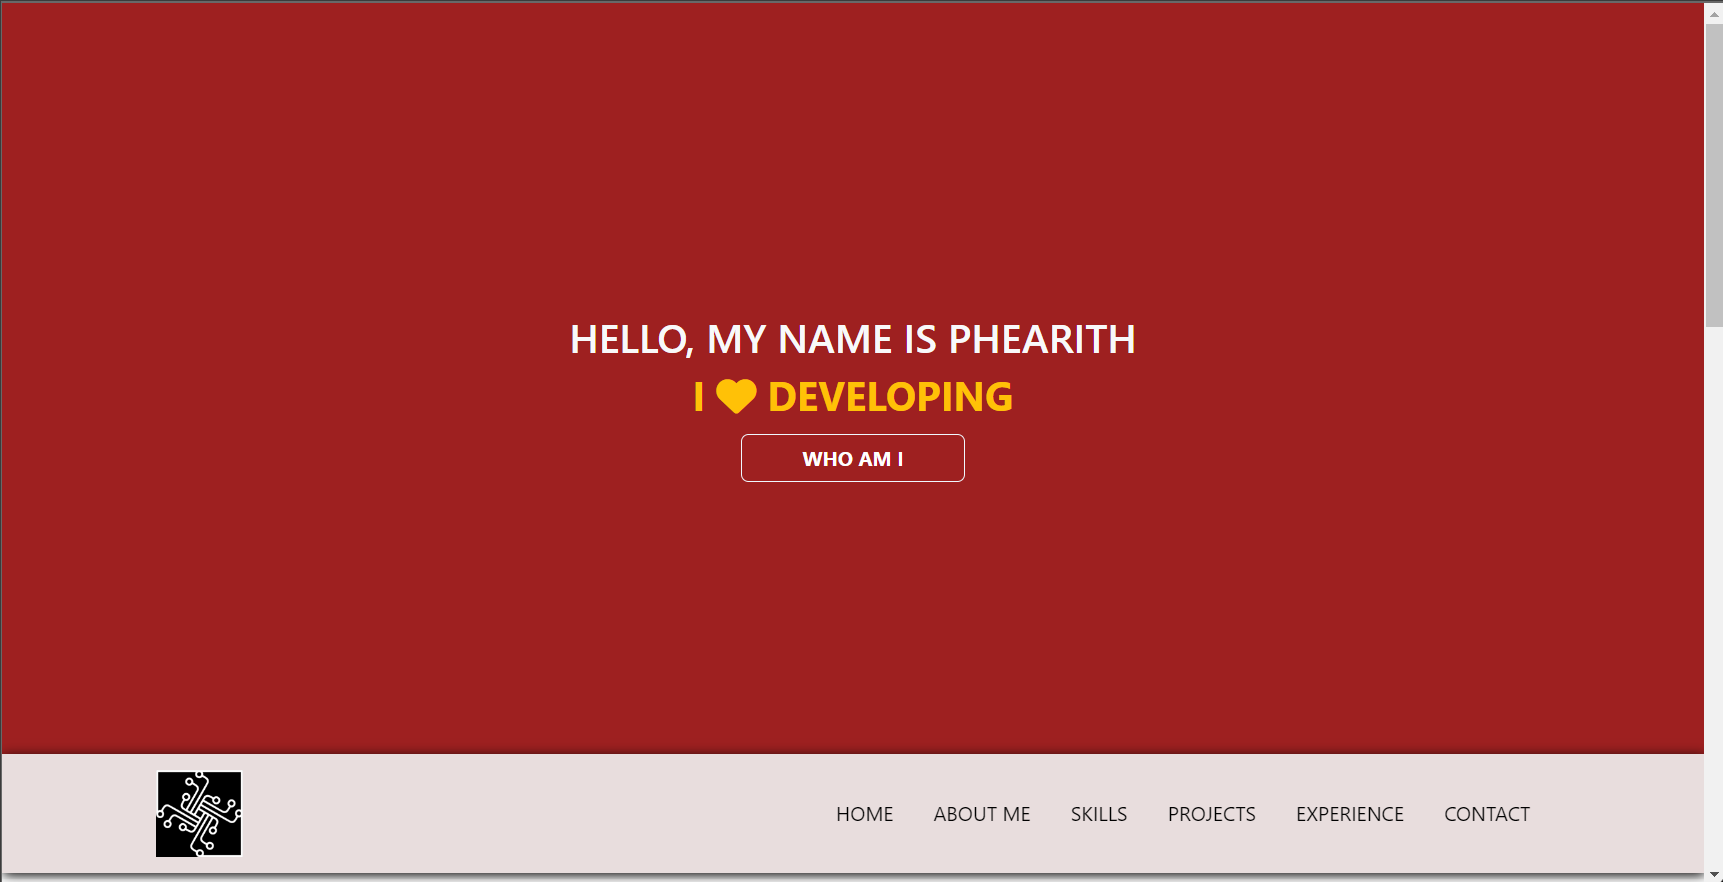 HELLO, MY NAME IS PHEARITH
I ♥ DEVELOPING
WHO AM I
HOME ABOUT ME SKILLS PROJECTS EXPERIENCE CONTACT